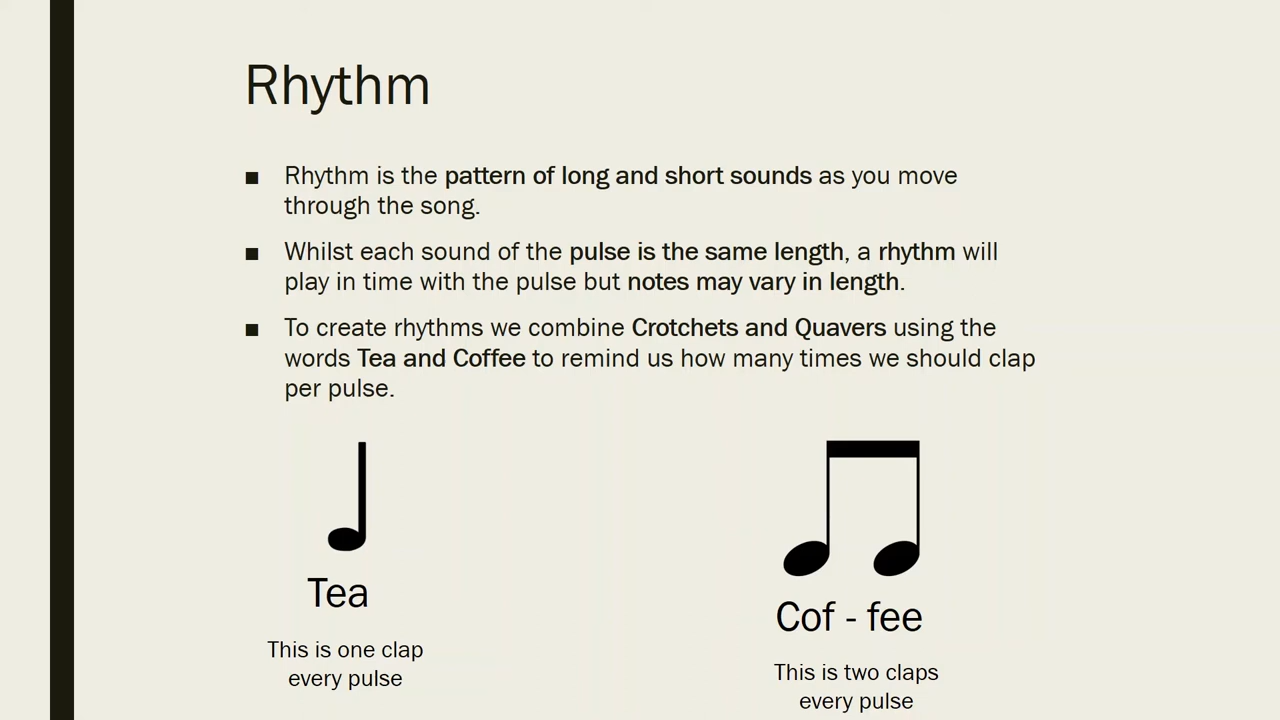 Rhythm
■ Rhythm is the pattern of long and short sounds as you move
through the song.
■ Whilst each sound of the pulse is the same length, a rhythm will
play in time with the pulse but notes may vary in length.
■ To create rhythms we combine Crotchets and Quavers using the
words Tea and Coffee to remind us how many times we should clap
per pulse.
Tea
This is one clap
every pulse
Cof - fee
This is two claps
every pulse